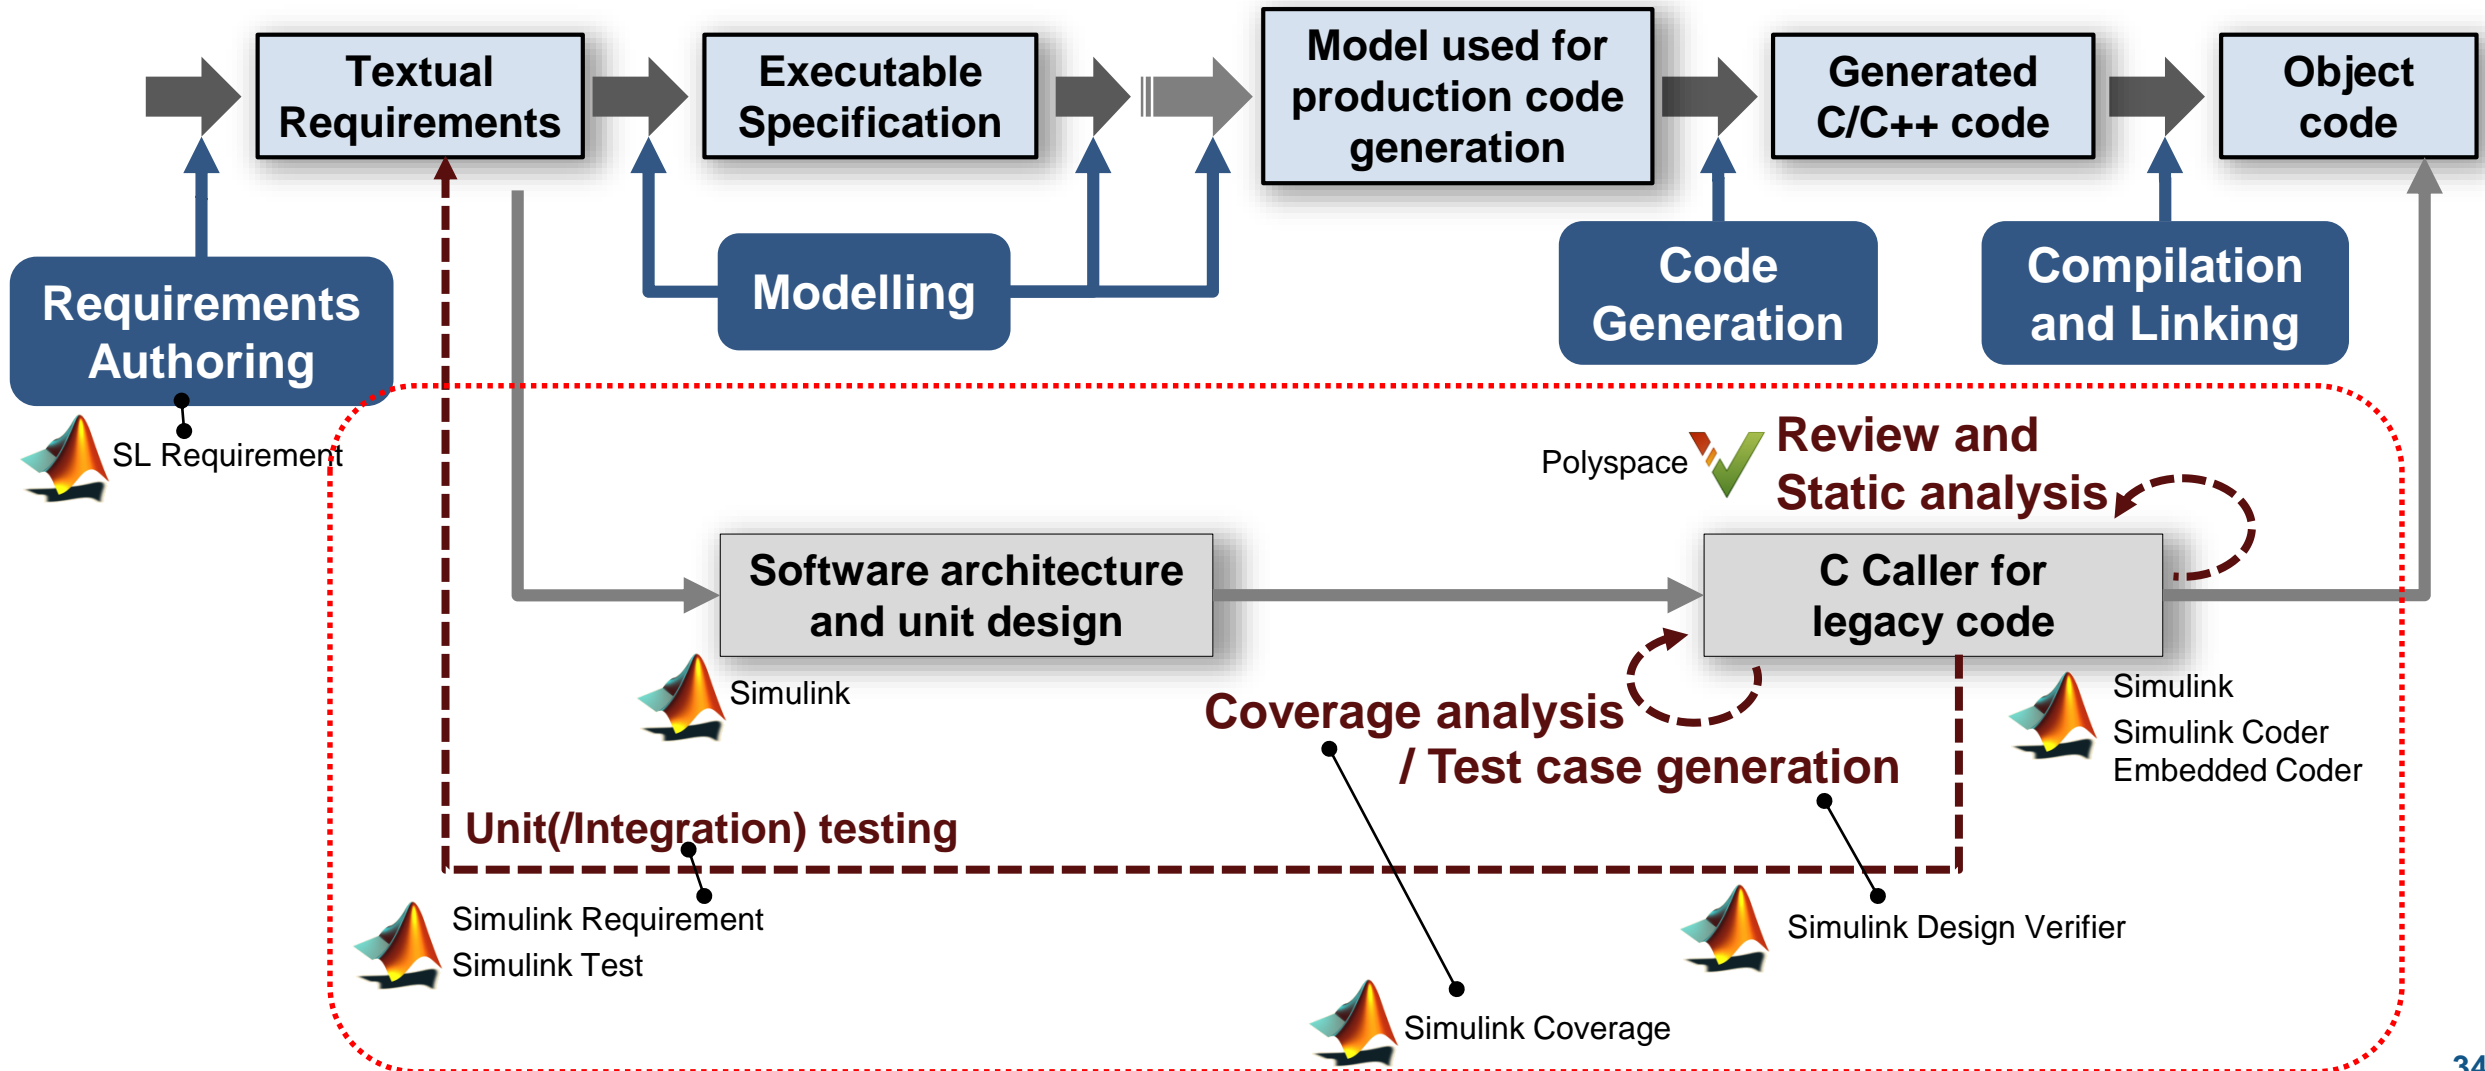 Textual
Requirements
Executable
Specification
Model used for
production code
generation
Generated
C/C++ code
Object
code
Requirements
Authoring
Modelling
Code
Generation
Compilation
and Linking
SL Requirement
Polyspace
Review and
Static analysis
Software architecture
and unit design
C Caller for
legacy code
Simulink
Coverage analysis
/ Test case generation
Simulink
Simulink Coder
Embedded Coder
Unit(/Integration) testing
Simulink Requirement
Simulink Test
Simulink Design Verifier
Simulink Coverage
34